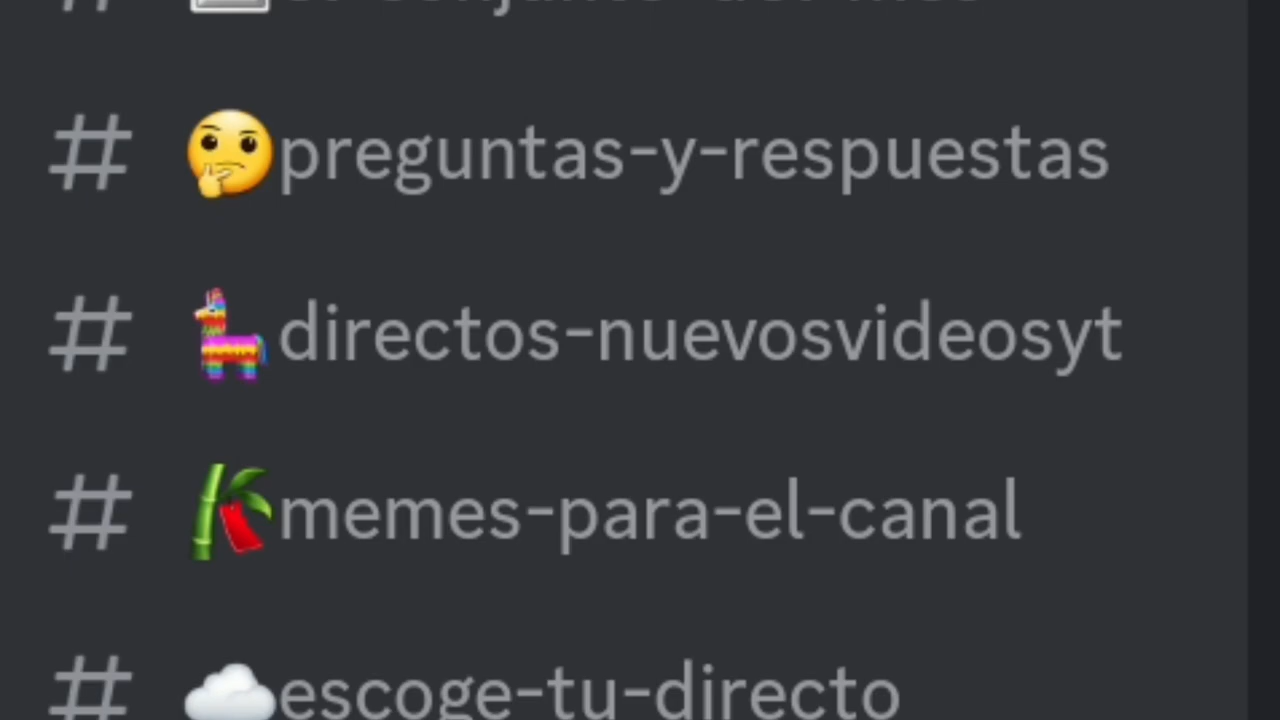 # 🤔preguntas-y-respuestas
# 🪅directos-nuevosvideosyt
# 🎋memes-para-el-canal
# ☁️escoge-tu-directo